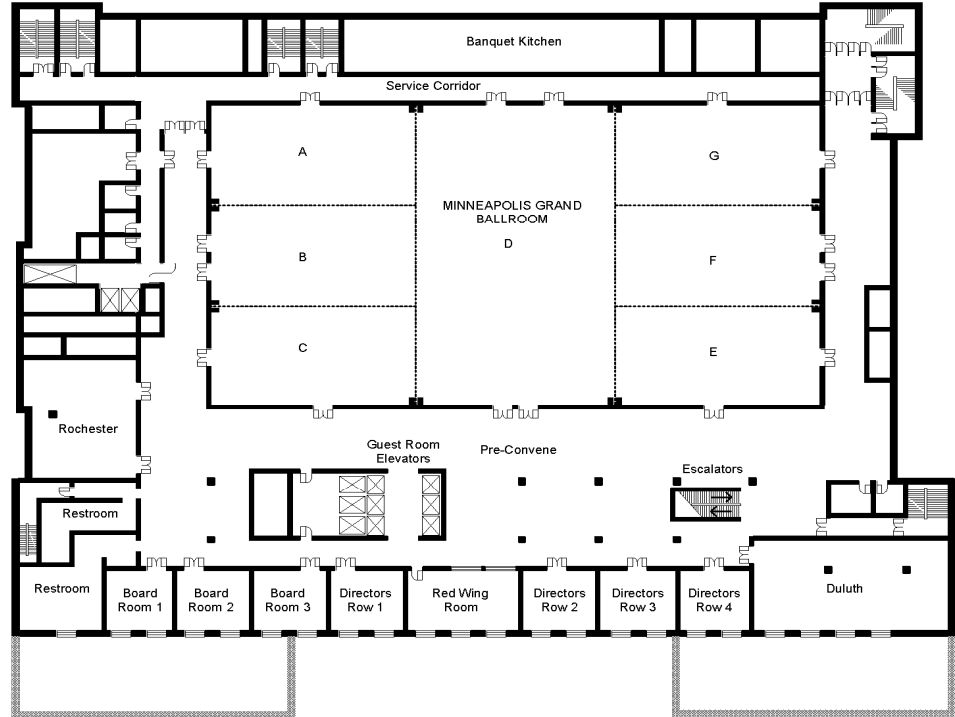 Banquet Kitchen
Service Corridor
A
G
MINNEAPOLIS GRAND
BALLROOM
D
B
F
C
E
Rochester
Guest Room
Elevators
Pre-Convene
Escalators
Restroom
Restroom
Board
Room 1
Board
Room 2
Board
Room 3
Directors
Row 1
Red Wing
Room
Directors
Row 2
Directors
Row 3
Directors
Row 4
Duluth